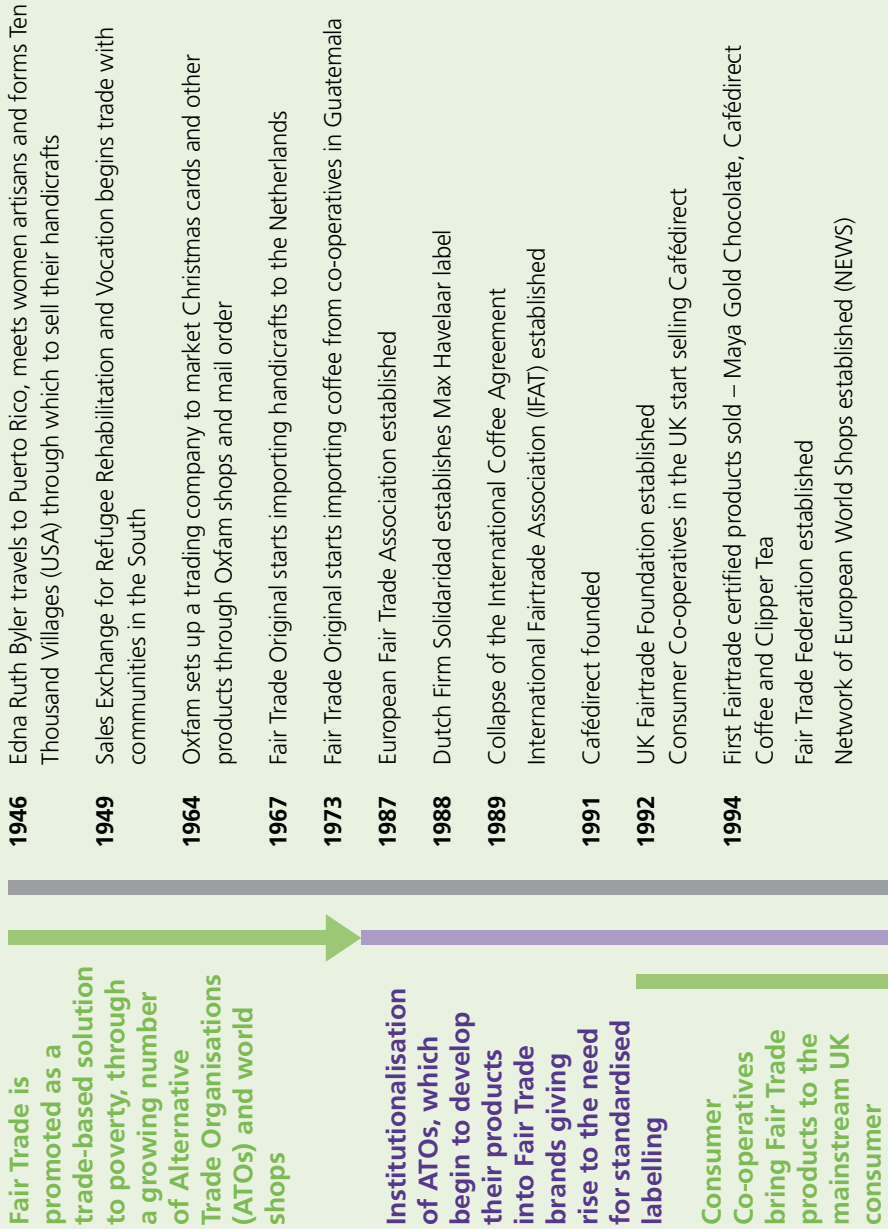 Fair Trade is
promoted as a
trade-based solution
to poverty, through
a growing number
of Alternative
Trade Organisations
(ATOs) and world
shops
Institutionalisation
of ATOs, which
begin to develop
their products
into Fair Trade
brands giving
rise to the need
for standardised
labelling
Consumer
Co-operatives
bring Fair Trade
products to the
mainstream UK
consumer
1946 Edna Ruth Byler travels to Puerto Rico, meets women artisans and forms Ten
Thousand Villages (USA) through which to sell their handicrafts
1949 Sales Exchange for Refugee Rehabilitation and Vocation begins trade with
communities in the South
1964 Oxfam sets up a trading company to market Christmas cards and other
products through Oxfam shops and mail order
1967 Fair Trade Original starts importing handicrafts to the Netherlands
1973 Fair Trade Original starts importing coffee from co-operatives in Guatemala
1987 European Fair Trade Association established
1988 Dutch Firm Solidaridad establishes Max Havelaar label
1989 Collapse of the International Coffee Agreement
International Fairtrade Association (IFAT) established
1991 Cafédirect founded
1992 UK Fairtrade Foundation established
Consumer Co-operatives in the UK start selling Cafédirect
1994 First Fairtrade certified products sold – Maya Gold Chocolate, Cafédirect
Coffee and Clipper Tea
Fair Trade Federation established
Network of European World Shops established (NEWS)